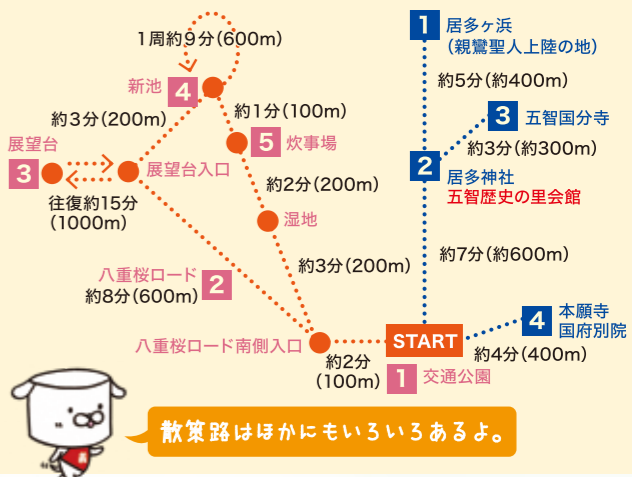 1周約9分(600m)
新池
4
約3分(200m)
約1分(100m)
5 炊事場
展望台
3
展望台入口
往復約15分
(1000m)
約2分(200m)
湿地
八重桜ロード
約8分(600m)
2
約3分(200m)
八重桜ロード南側入口
約2分
(100m)
START
1 交通公園
1 居多ヶ浜
(親鸞聖人上陸の地)
約5分(約400m)
3 五智国分寺
約3分(約300m)
2
居多神社
五智歴史の里会館
約7分(約600m)
4 本願寺
国府別院
約4分(400m)
散策路はほかにもいろいろあるよ。